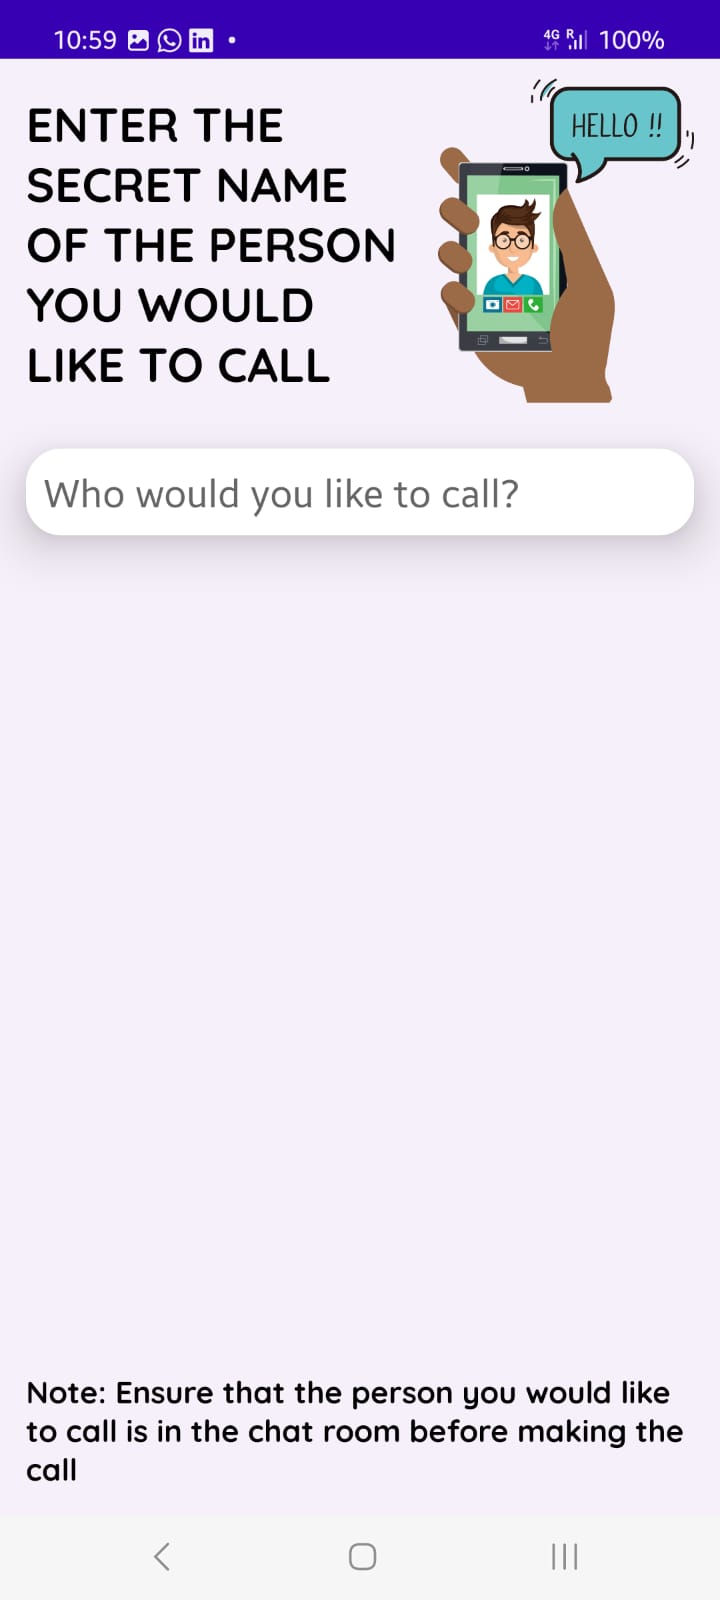 10:59 in 4G R 100%
ENTER THE
SECRET NAME
OF THE PERSON
YOU WOULD
LIKE TO CALL
HELLO !!
Who would you like to call?
Note: Ensure that the person you would like
to call is in the chat room before making the
call